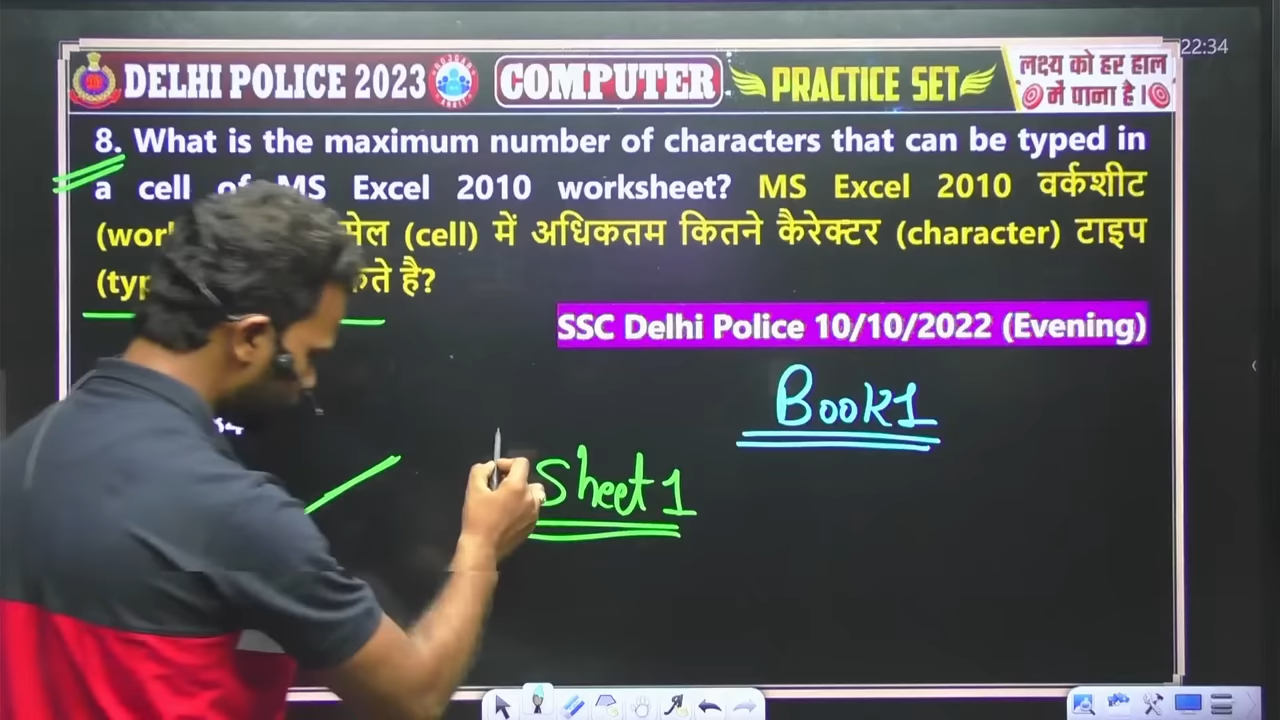 22:34
DELHI POLICE 2023 COMPUTER PRACTICE SET
लक्ष्य को हर हाल
में पाना है।
8. What is the maximum number of characters that can be typed in
a cell of MS Excel 2010 worksheet? MS Excel 2010 वर्कशीट
(cell) में अधिकतम कितने कैरेक्टर (character) टाइप
है?
SSC Delhi Police 10/10/2022 (Evening)
Book1
Sheet1